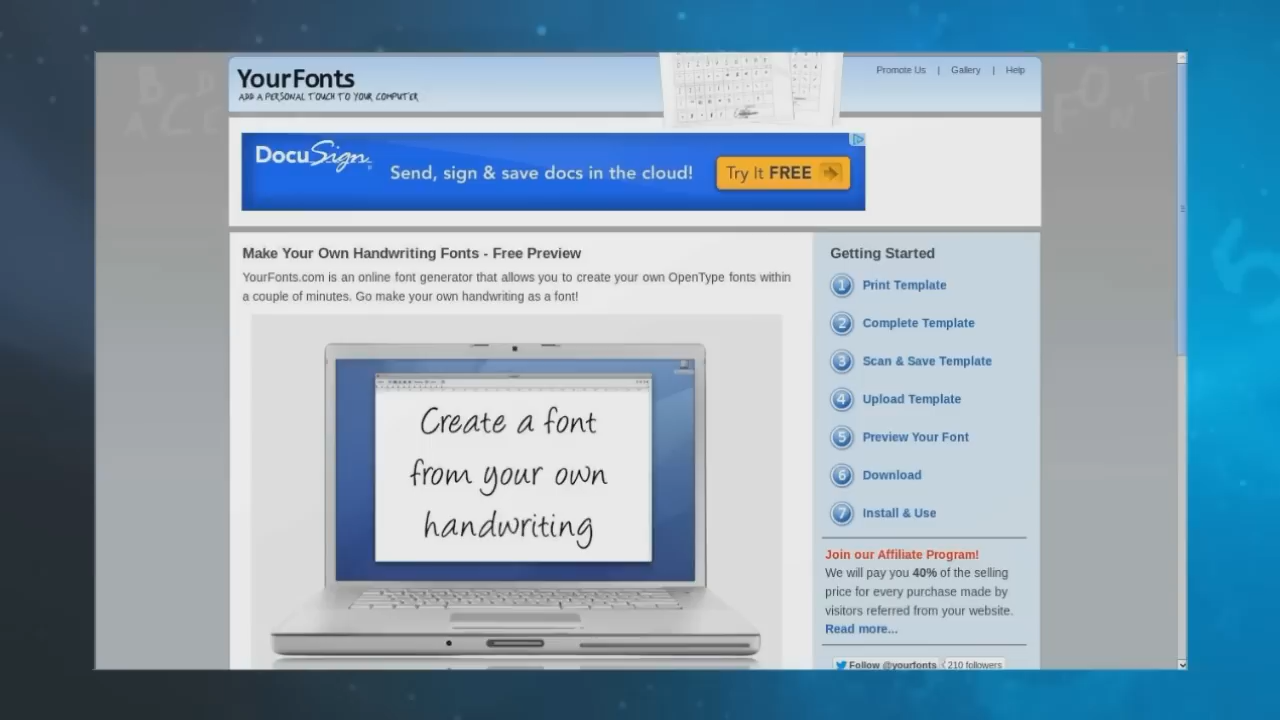 YourFonts
ADD A PERSONAL TOUCH TO YOUR COMPUTER
Promote Us | Gallery | Help
DocuSign
Send, sign & save docs in the cloud!
Try It FREE
Make Your Own Handwriting Fonts - Free Preview
YourFonts.com is an online font generator that allows you to create your own OpenType fonts within
a couple of minutes. Go make your own handwriting as a font!
Create a font
from your own
handwriting
Getting Started
1 Print Template
2 Complete Template
3 Scan & Save Template
4 Upload Template
5 Preview Your Font
6 Download
7 Install & Use
Join our Affiliate Program!
We will pay you 40% of the selling
price for every purchase made by
visitors referred from your website.
Read more...
Follow @yourfonts 210 followers